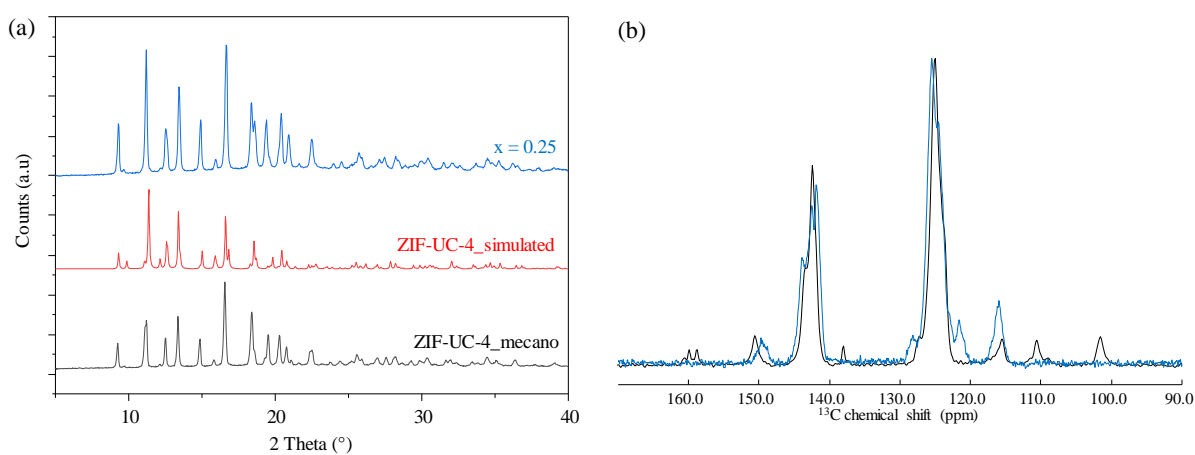 (a)
Counts (a.u)
x = 0.25
ZIF-UC-4_simulated
ZIF-UC-4_mecano
10 20 30 40
2 Theta (°)
(b)
160.0 150.0 140.0 130.0 120.0 110.0 100.0 90.0
13C chemical shift (ppm)